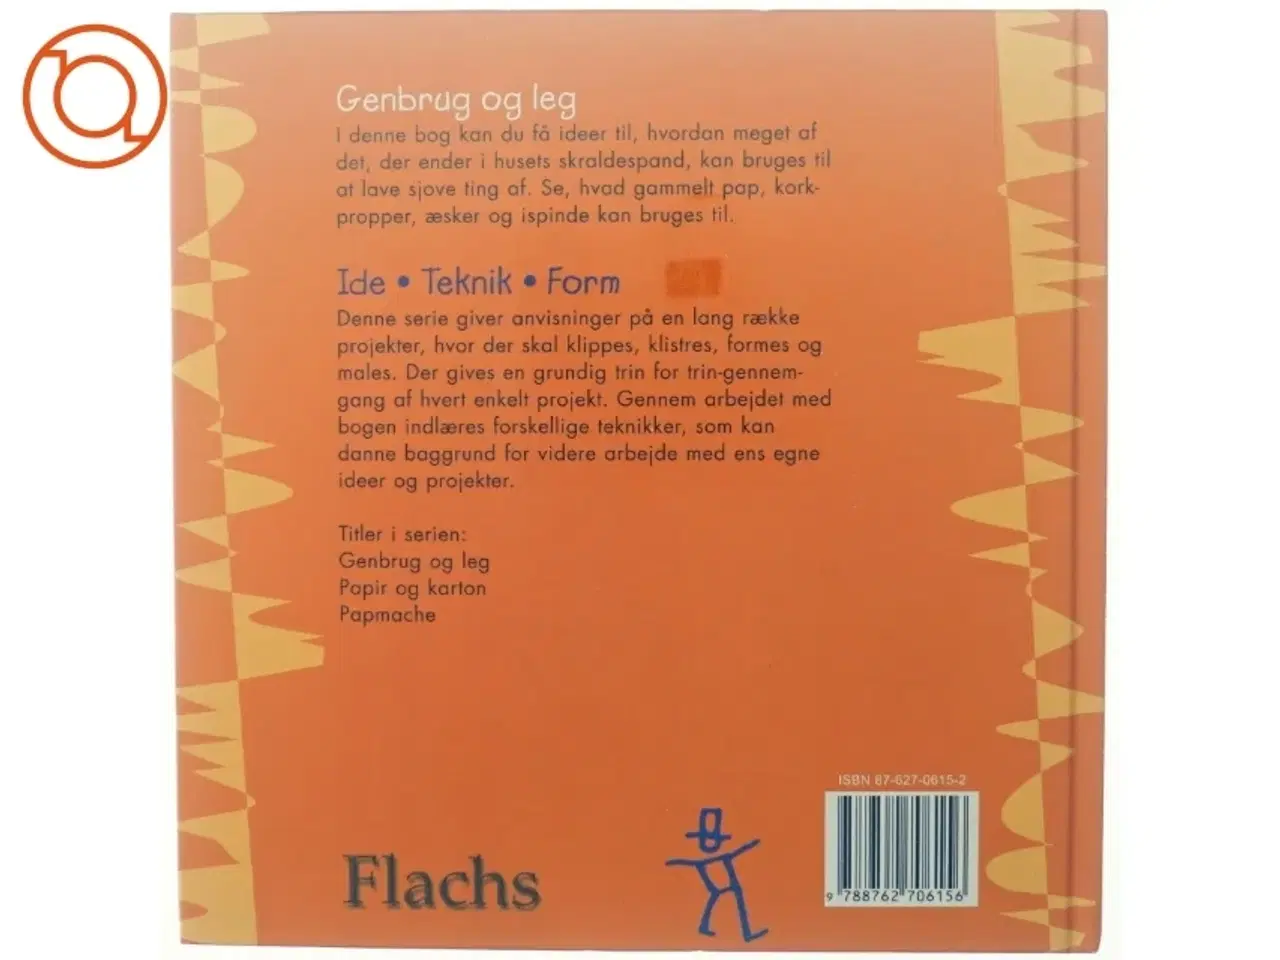 Genbrug og leg
I denne bog kan du få ideer til, hvordan meget af
det, der ender i husets skraldespand, kan bruges til
at lave sjove ting af. Se, hvad gammelt pap, kork-
propper, æsker og ispinde kan bruges til.
Ide • Teknik • Form
Denne serie giver anvisninger på en lang række
projekter, hvor der skal klippes, klistres, formes og
males. Der gives en grundig trin for trin-gennem-
gang af hvert enkelt projekt. Gennem arbejdet med
bogen indlæres forskellige teknikker, som kan
danne baggrund for videre arbejde med ens egne
ideer og projekter.
Titler i serien:
Genbrug og leg
Papir og karton
Papmache
ISBN 87-627-0615-2
9 788762 706156
Flachs